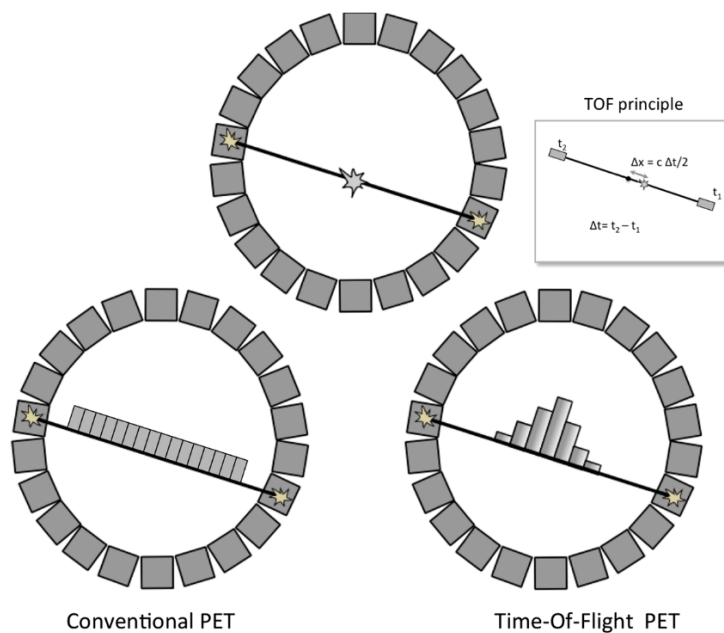 TOF principle
t₂
Δx = c Δt/2
t₁
Δt= t₂ – t₁
Conventional PET
Time-Of-Flight PET